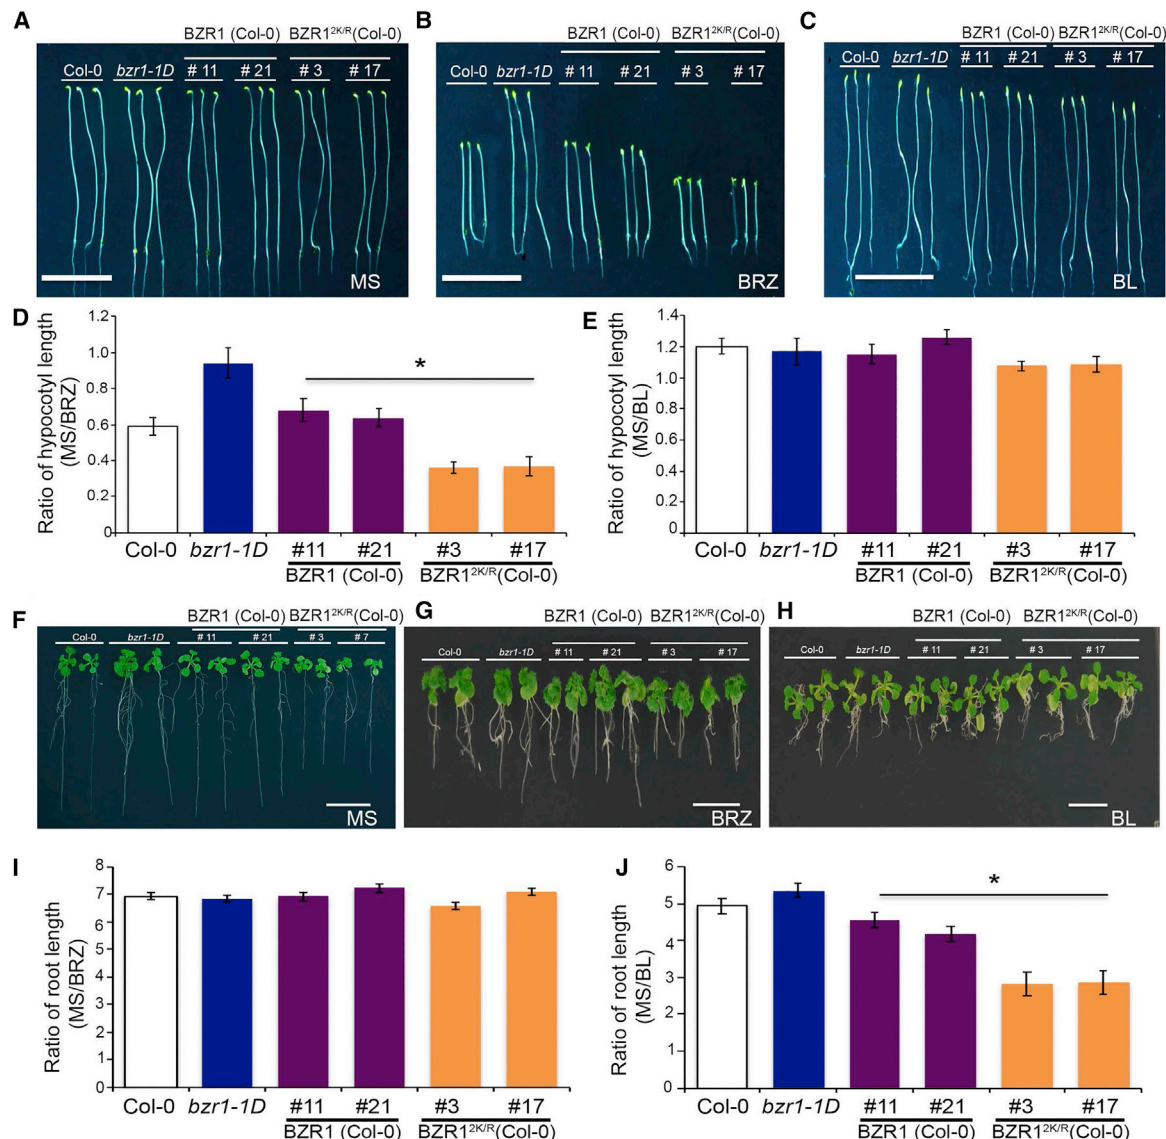 A
BZR1 (Col-0) BZR1 2K/R(Col-0)
Col-0 bzr1-1D # 11 # 21 # 3 # 17
MS
B
BZR1 (Col-0) BZR1 2K/R(Col-0)
Col-0 bzr1-1D # 11 # 21 # 3 # 17
BRZ
C
BZR1 (Col-0) BZR1 2K/R(Col-0)
Col-0 bzr1-1D # 11 # 21 # 3 # 17
BL
D
Ratio of hypocotyl length
(MS/BRZ)
1.2
1.0
0.8
0.6
0.4
0.2
0
*
Col-0 bzr1-1D #11 #21 #3 #17
BZR1 (Col-0) BZR1 2K/R(Col-0)
E
Ratio of hypocotyl length
(MS/BL)
1.4
1.2
1.0
1.2
0.6
0.4
0.2
0
Col-0 bzr1-1D #11 #21 #3 #17
BZR1 (Col-0) BZR1 2K/R(Col-0)
F
BZR1 (Col-0) BZR1 2K/R(Col-0)
Col-0 bzr1-1D # 11 # 21 # 3 # 7
MS
G
BZR1 (Col-0) BZR1 2K/R(Col-0)
Col-0 bzr1-1D # 11 # 21 # 3 # 17
BRZ
H
BZR1 (Col-0) BZR1 2K/R(Col-0)
Col-0 bzr1-1D # 11 # 21 # 3 # 17
BL
I
Ratio of root length
(MS/BRZ)
8
7
6
5
4
3
2
1
0
Col-0 bzr1-1D #11 #21 #3 #17
BZR1 (Col-0) BZR1 2K/R(Col-0)
J
Ratio of root length
(MS/BL)
6
5
4
3
2
1
0
*
Col-0 bzr1-1D #11 #21 #3 #17
BZR1 (Col-0) BZR1 2K/R(Col-0)